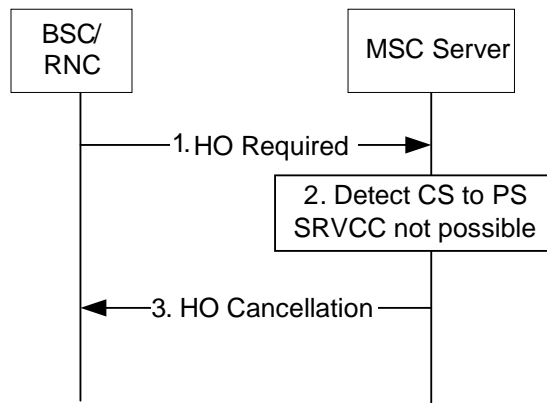 BSC/
RNC
MSC Server
1. HO Required
2. Detect CS to PS
SRVCC not possible
3. HO Cancellation